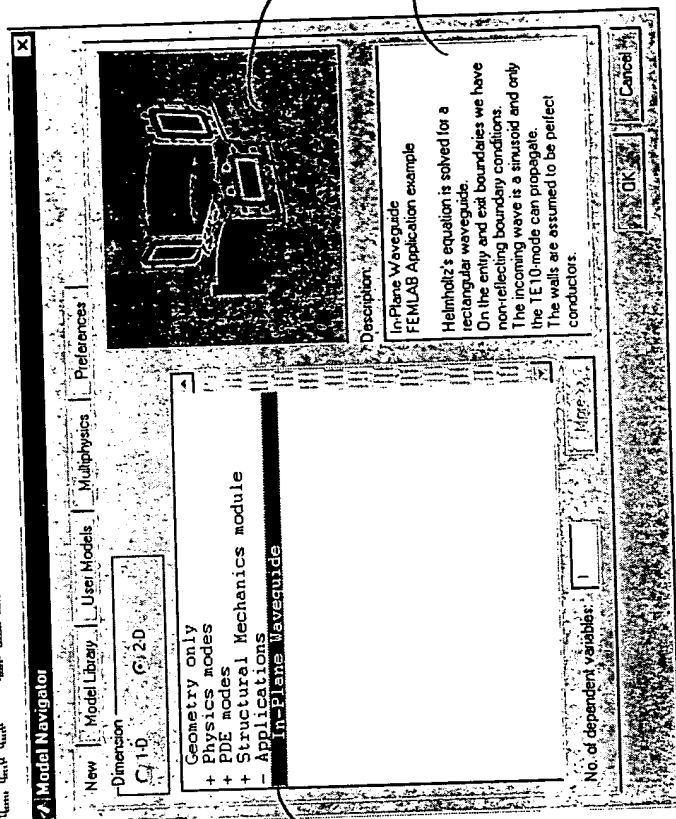 Model Navigator
New Model Library User Models Multiphysics Preferences
Dimension
1-D 2-D
Geometry only
+ Physics modes
+ PDE modes
+ Structural Mechanics module
- Applications
In-Plane Waveguide
No. of dependent variables: 1
More >>
Description:
In-Plane Waveguide
FEMLAB Application example
Helmholtz's equation is solved for a
rectangular waveguide.
On the entry and exit boundaries we have
non-reflecting boundary conditions.
The incoming wave is a sinusoid and only
the TE10-mode can propagate.
The walls are assumed to be perfect
conductors.
OK Cancel